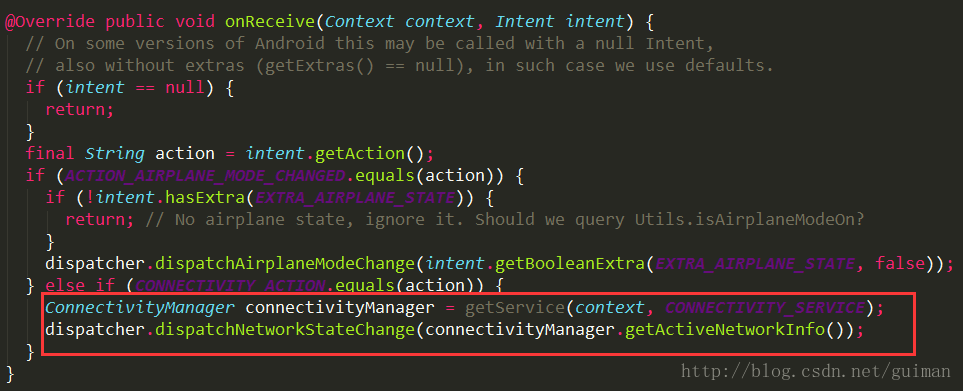 @Override public void onReceive(Context context, Intent intent) {
// On some versions of Android this may be called with a null Intent,
// also without extras (getExtras() == null), in such case we use defaults.
if (intent == null) {
return;
}
final String action = intent.getAction();
if (ACTION_AIRPLANE_MODE_CHANGED.equals(action)) {
if (!intent.hasExtra(EXTRA_AIRPLANE_STATE)) {
return; // No airplane state, ignore it. Should we query Utils.isAirplaneModeOn?
}
dispatcher.dispatchAirplaneModeChange(intent.getBooleanExtra(EXTRA_AIRPLANE_STATE, false));
} else if (CONNECTIVITY_ACTION.equals(action)) {
ConnectivityManager connectivityManager = getService(context, CONNECTIVITY_SERVICE);
dispatcher.dispatchNetworkStateChange(connectivityManager.getActiveNetworkInfo());
}
}
http://blog.csdn.net/guiman